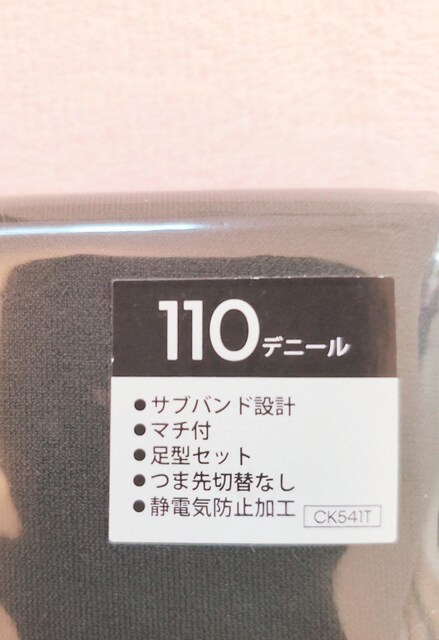 110デニール
●サブバンド設計
●マチ付
●足型セット
●つま先切替なし
●静電気防止加工 CK541T